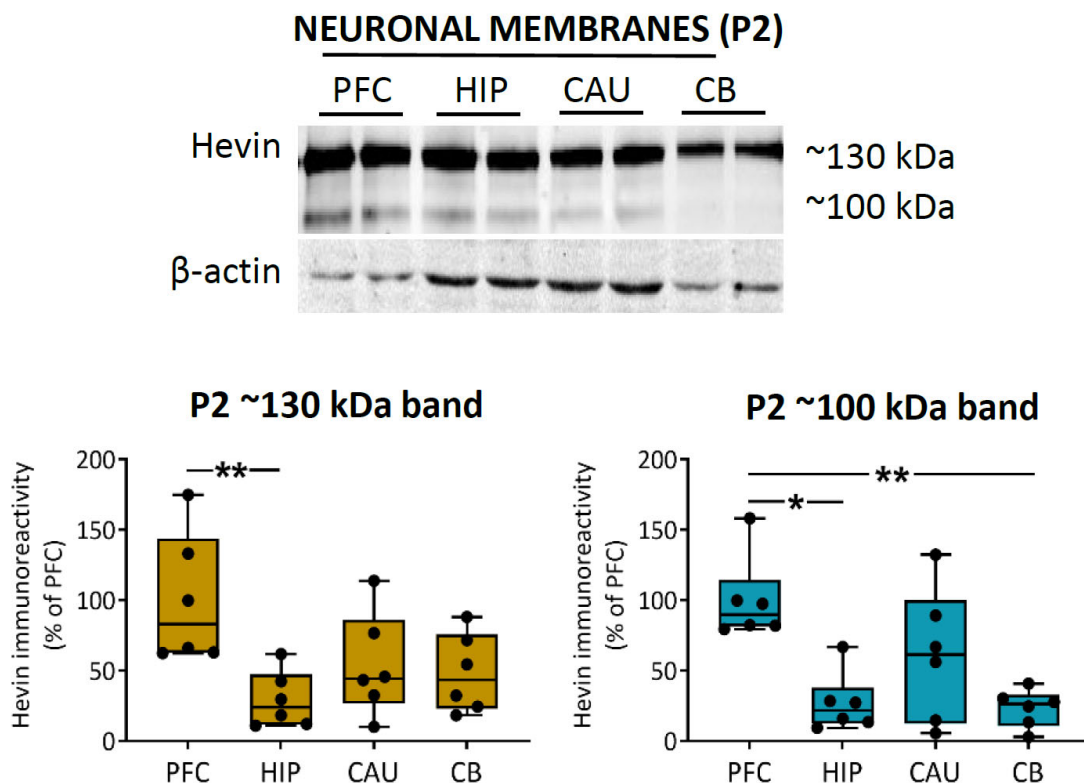 NEURONAL MEMBRANES (P2)
PFC HIP CAU CB
Hevin
~130 kDa
~100 kDa
β-actin
P2 ~130 kDa band
Hevin immunoreactivity
(% of PFC)
200
150
100
50
0
**
PFC HIP CAU CB
P2 ~100 kDa band
Hevin immunoreactivity
(% of PFC)
200
150
100
50
0
**
*
PFC HIP CAU CB